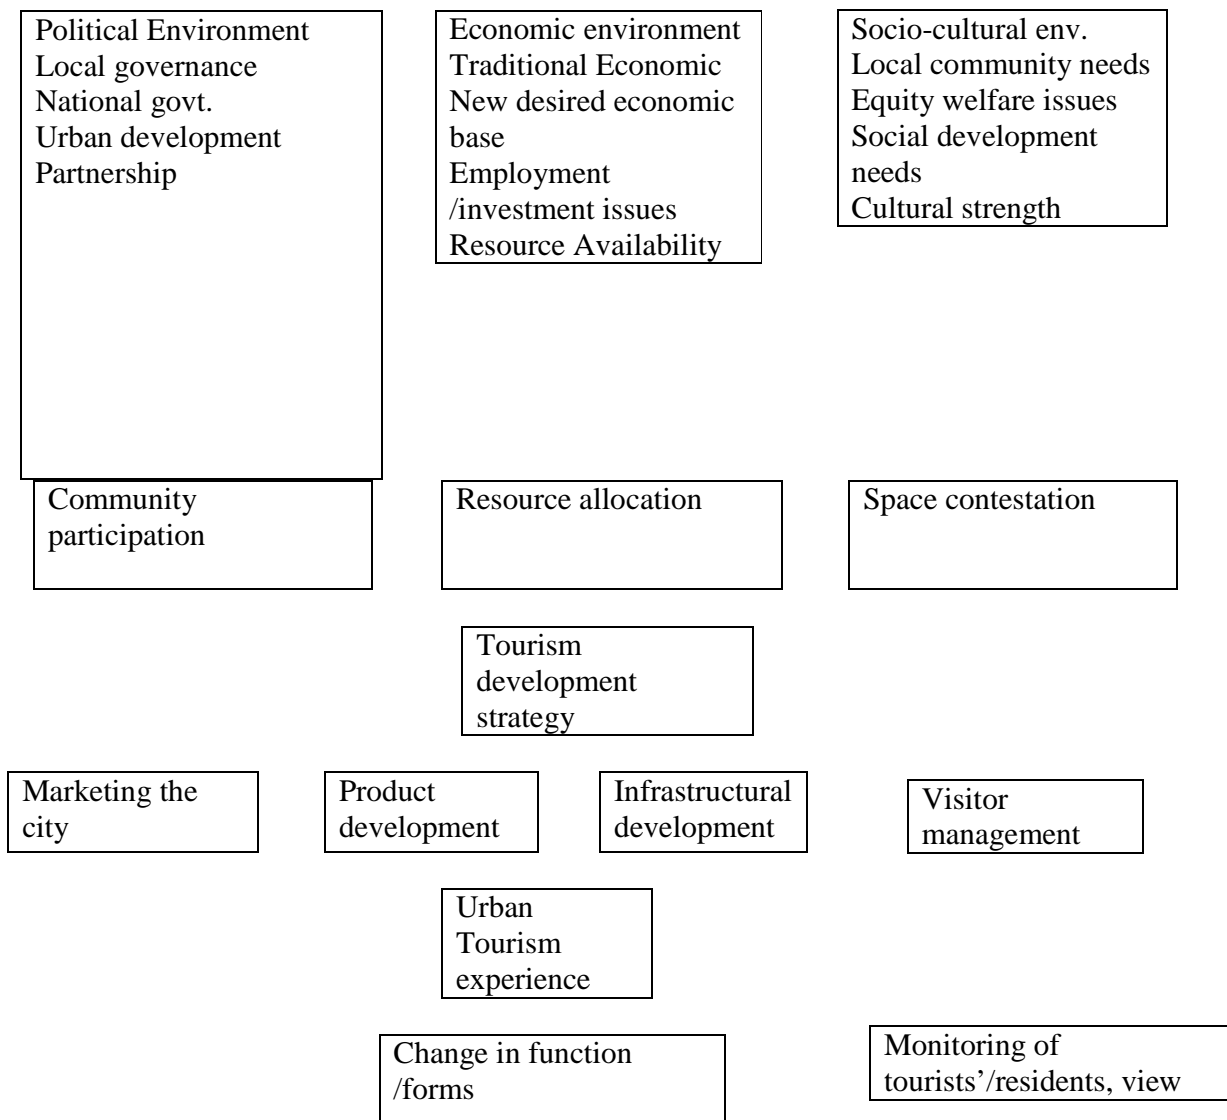 Political Environment
Local governance
National govt.
Urban development
Partnership
Economic environment
Traditional Economic
New desired economic
base
Employment
/investment issues
Resource Availability
Socio-cultural env.
Local community needs
Equity welfare issues
Social development
needs
Cultural strength
Community
participation
Resource allocation
Space contestation
Tourism
development
strategy
Marketing the
city
Product
development
Infrastructural
development
Visitor
management
Urban
Tourism
experience
Change in function
/forms
Monitoring of
tourists’/residents, view